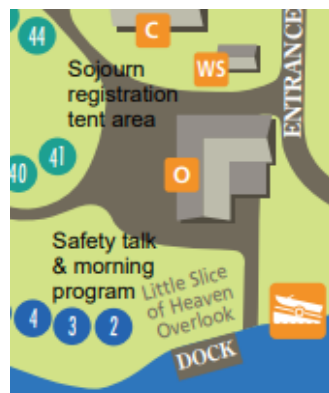 44
C
WS
ENTRANCE
Sojourn
registration
tent area
41
40
O
Safety talk
& morning
program
Little Slice
of Heaven
Overlook
4
3
2
DOCK